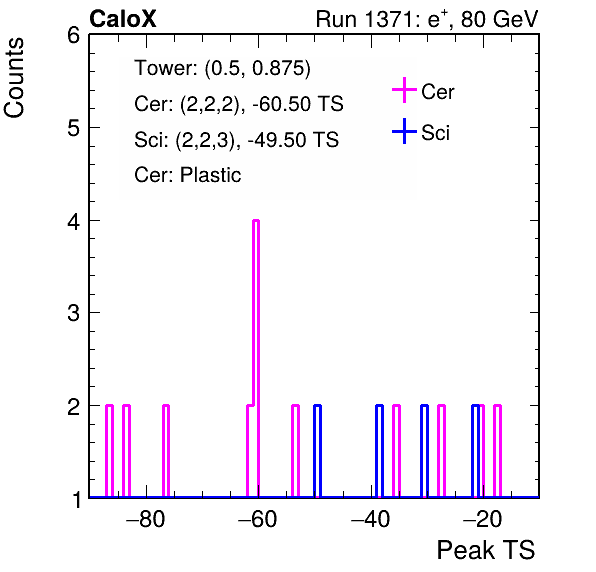 CaloX Run 1371: e⁺, 80 GeV
Counts
Tower: (0.5, 0.875)
Cer: (2,2,2), -60.50 TS
Sci: (2,2,3), -49.50 TS
Cer: Plastic
Cer
Sci
6
5
4
3
2
1
−80 −60 −40 −20
Peak TS